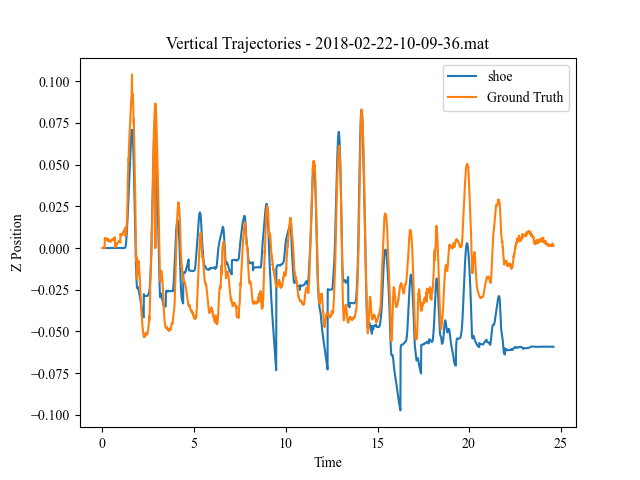 Vertical Trajectories - 2018-02-22-10-09-36.mat
shoe
Ground Truth
0.100
0.075
0.050
0.025
0.000
−0.025
−0.050
−0.075
−0.100
Z Position
0 5 10 15 20 25
Time